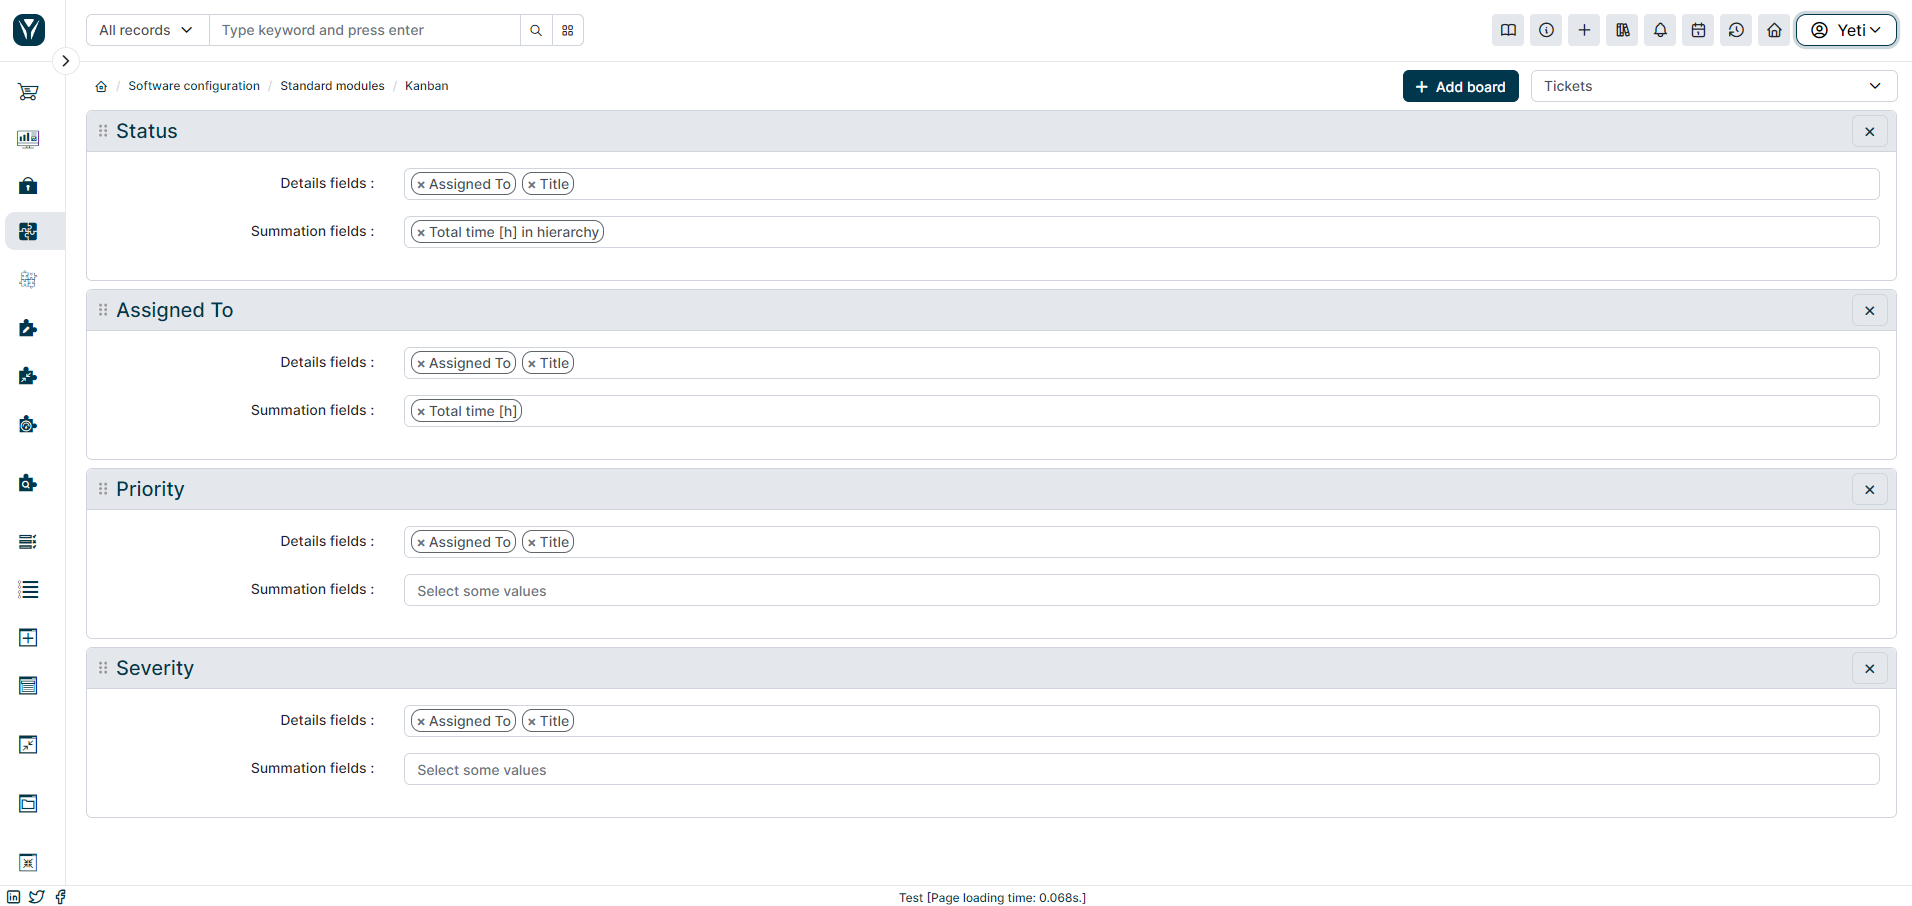 All records Type keyword and press enter Yeti
/ Software configuration / Standard modules / Kanban + Add board Tickets
Status ×
Details fields : × Assigned To × Title
Summation fields : × Total time [h] in hierarchy
Assigned To ×
Details fields : × Assigned To × Title
Summation fields : × Total time [h]
Priority ×
Details fields : × Assigned To × Title
Summation fields : Select some values
Severity ×
Details fields : × Assigned To × Title
Summation fields : Select some values
Test [Page loading time: 0.068s.]